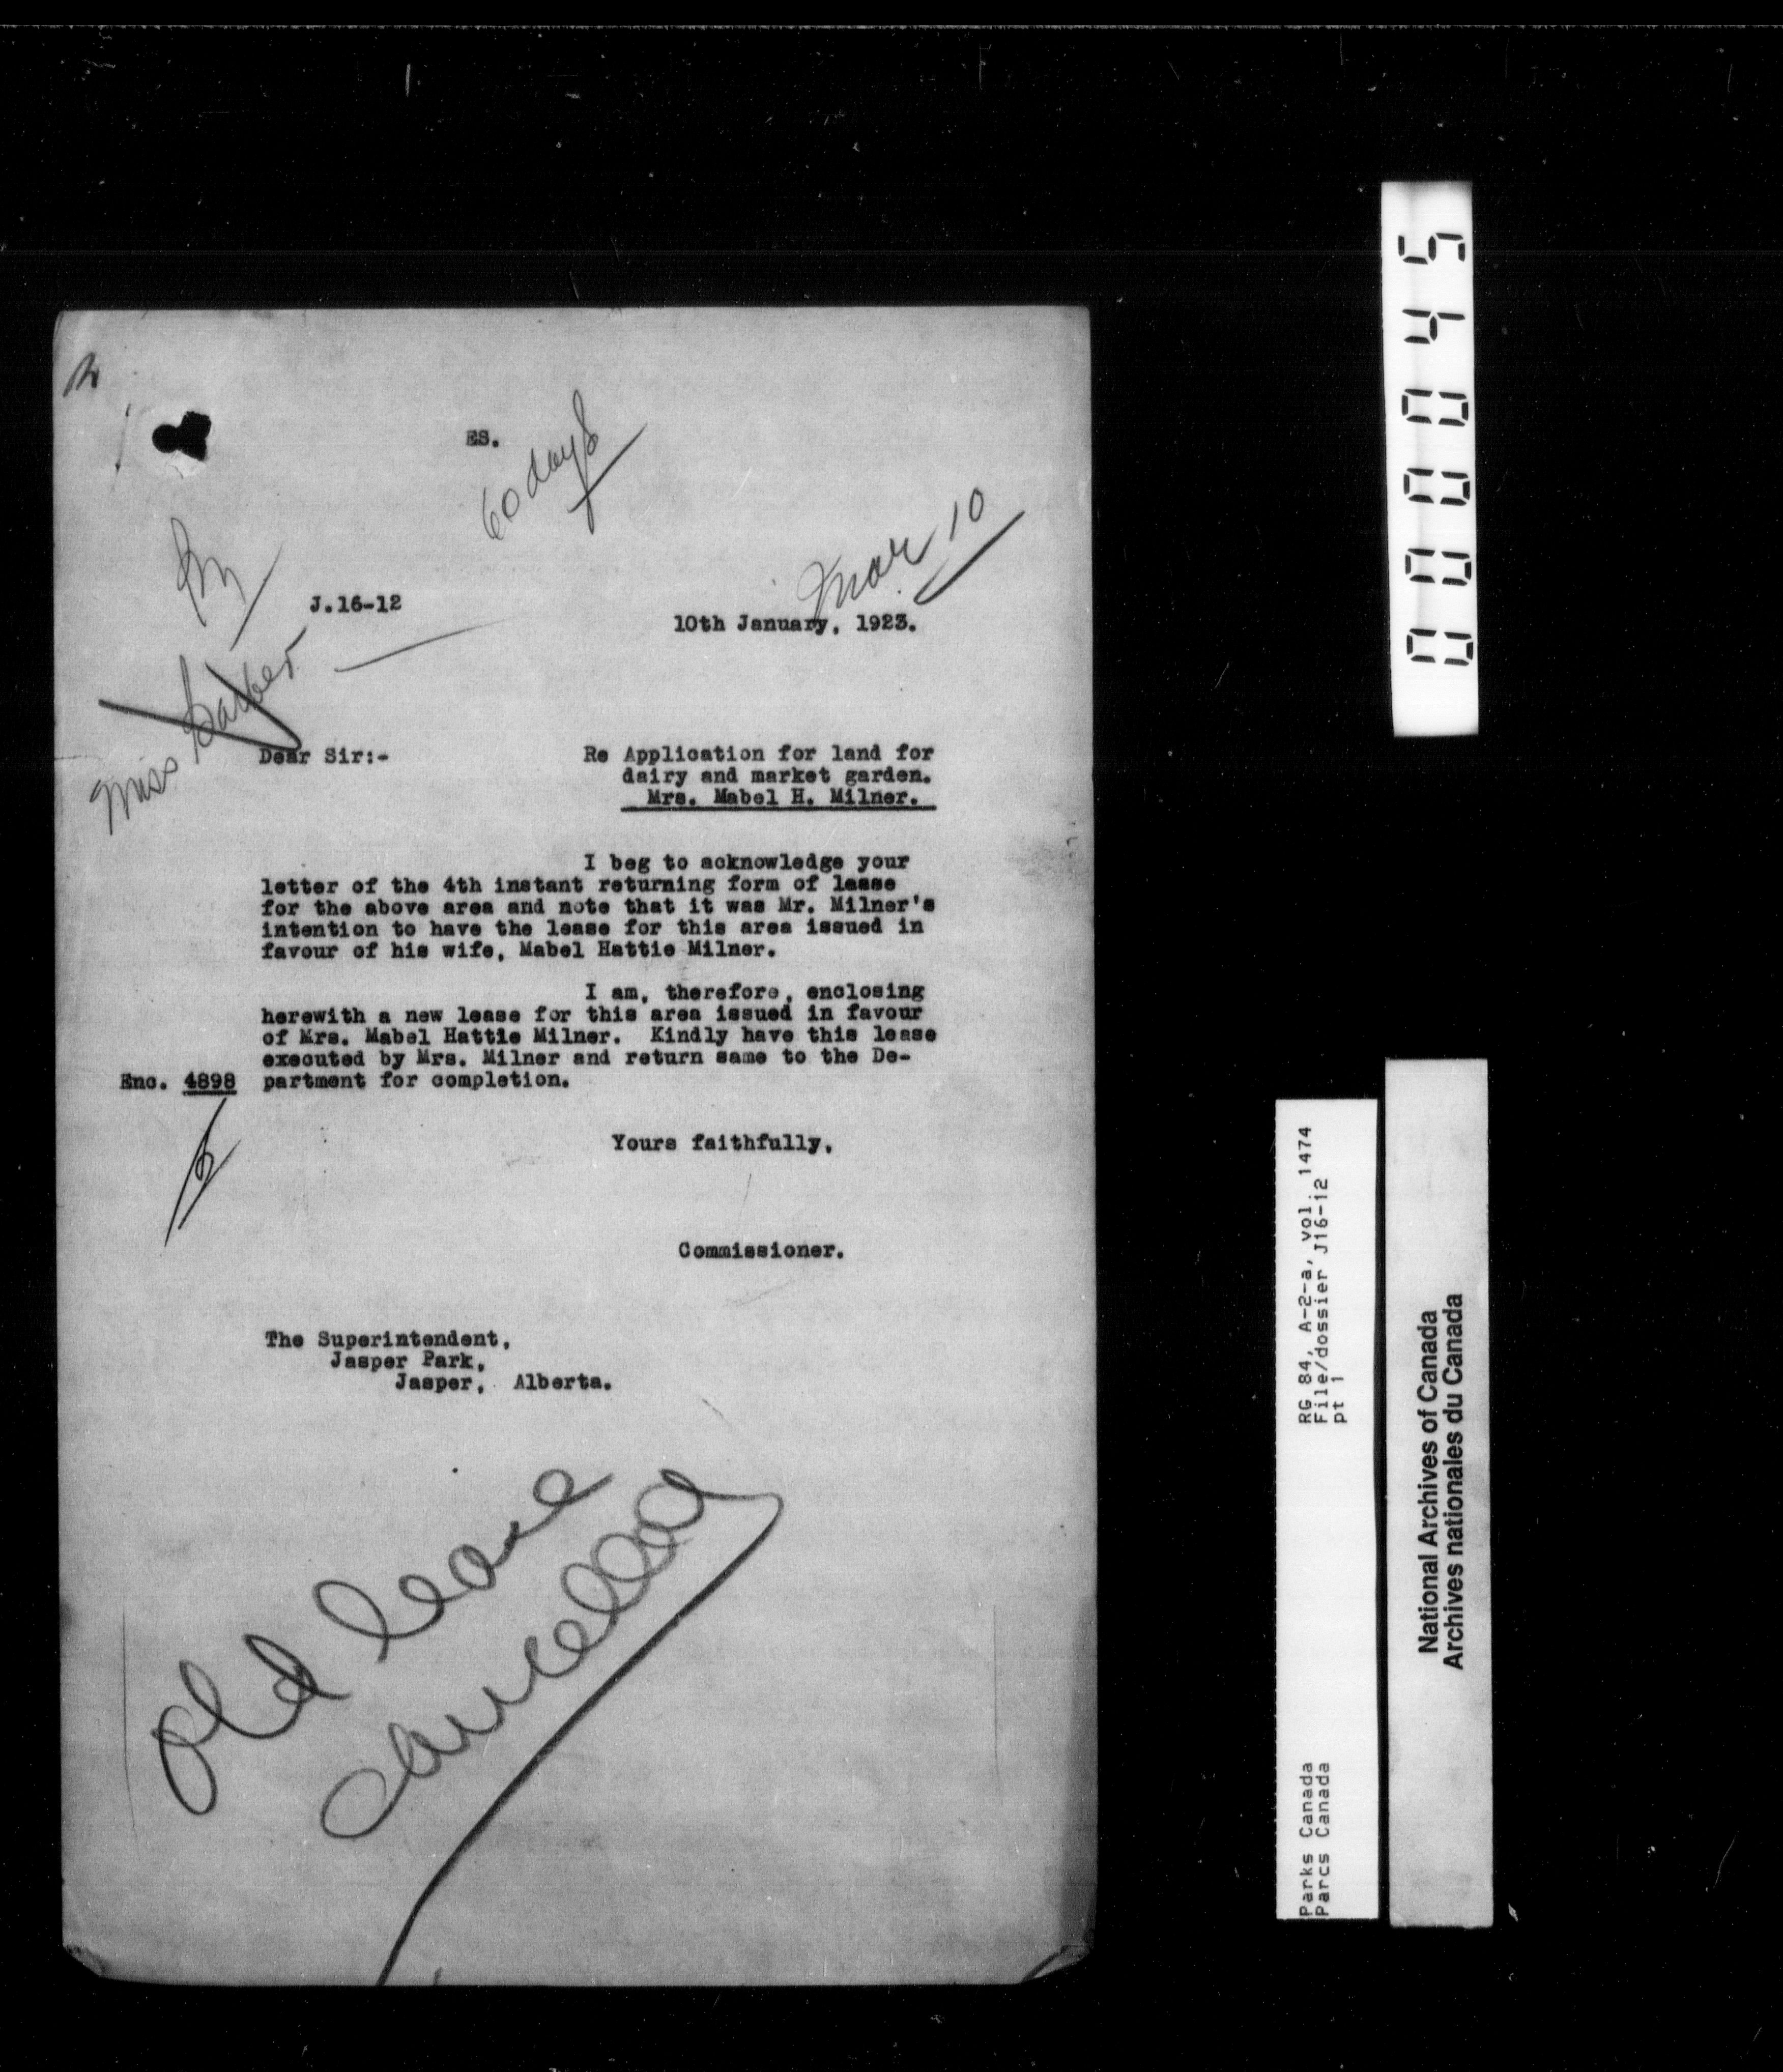 ES.
60 days
Mar 10
J.16-12
10th January, 1923.
Miss Barber
Dear Sir:-
Re Application for land for
dairy and market garden.
Mrs. Mabel H. Milner.
I beg to acknowledge your
letter of the 4th instant returning form of lease
for the above area and note that it was Mr. Milner's
intention to have the lease for this area issued in
favour of his wife, Mabel Hattie Milner.
I am, therefore, enclosing
herewith a new lease for this area issued in favour
of Mrs. Mabel Hattie Milner. Kindly have this lease
executed by Mrs. Milner and return same to the De-
Enc. 4898 partment for completion.
Yours faithfully,
Commissioner.
The Superintendent,
Jasper Park,
Jasper, Alberta.
Old lease
cancelled
000045
RG 84, A-2-a, vol. 1474
File/dossier J16-12
pt 1
Parks Canada
Parcs Canada
National Archives of Canada
Archives nationales du Canada